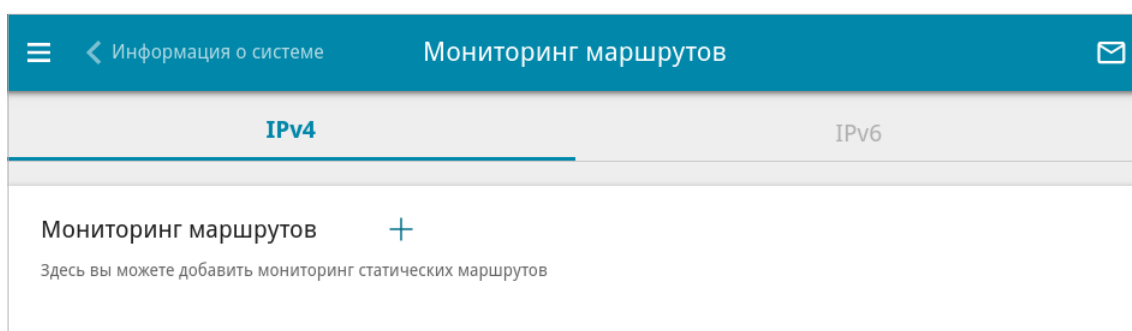 Информация о системе
Мониторинг маршрутов
IPv4
IPv6
Мониторинг маршрутов
Здесь вы можете добавить мониторинг статических маршрутов